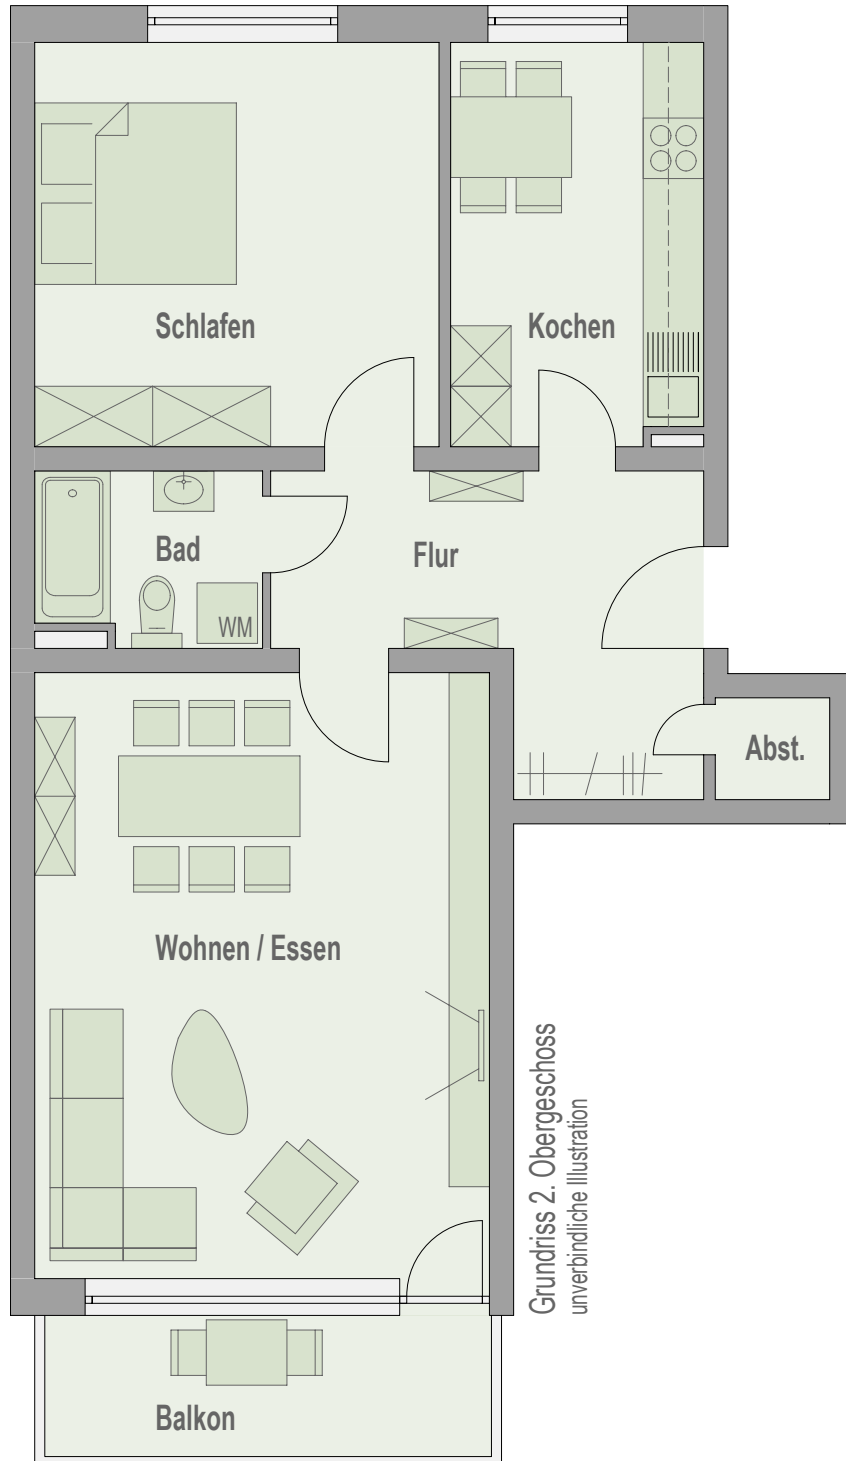 Schlafen
Kochen
Bad
Flur
WM
Abst.
Wohnen / Essen
Grundriss 2. Obergeschoss
unverbindliche Illustration
Balkon